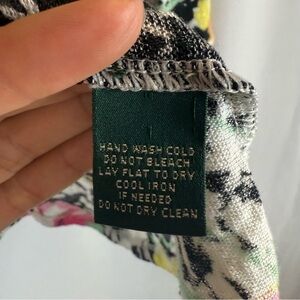 HAND WASH COLD
DO NOT BLEACH
LAY FLAT TO DRY
COOL IRON
IF NEEDED
DO NOT DRY CLEAN